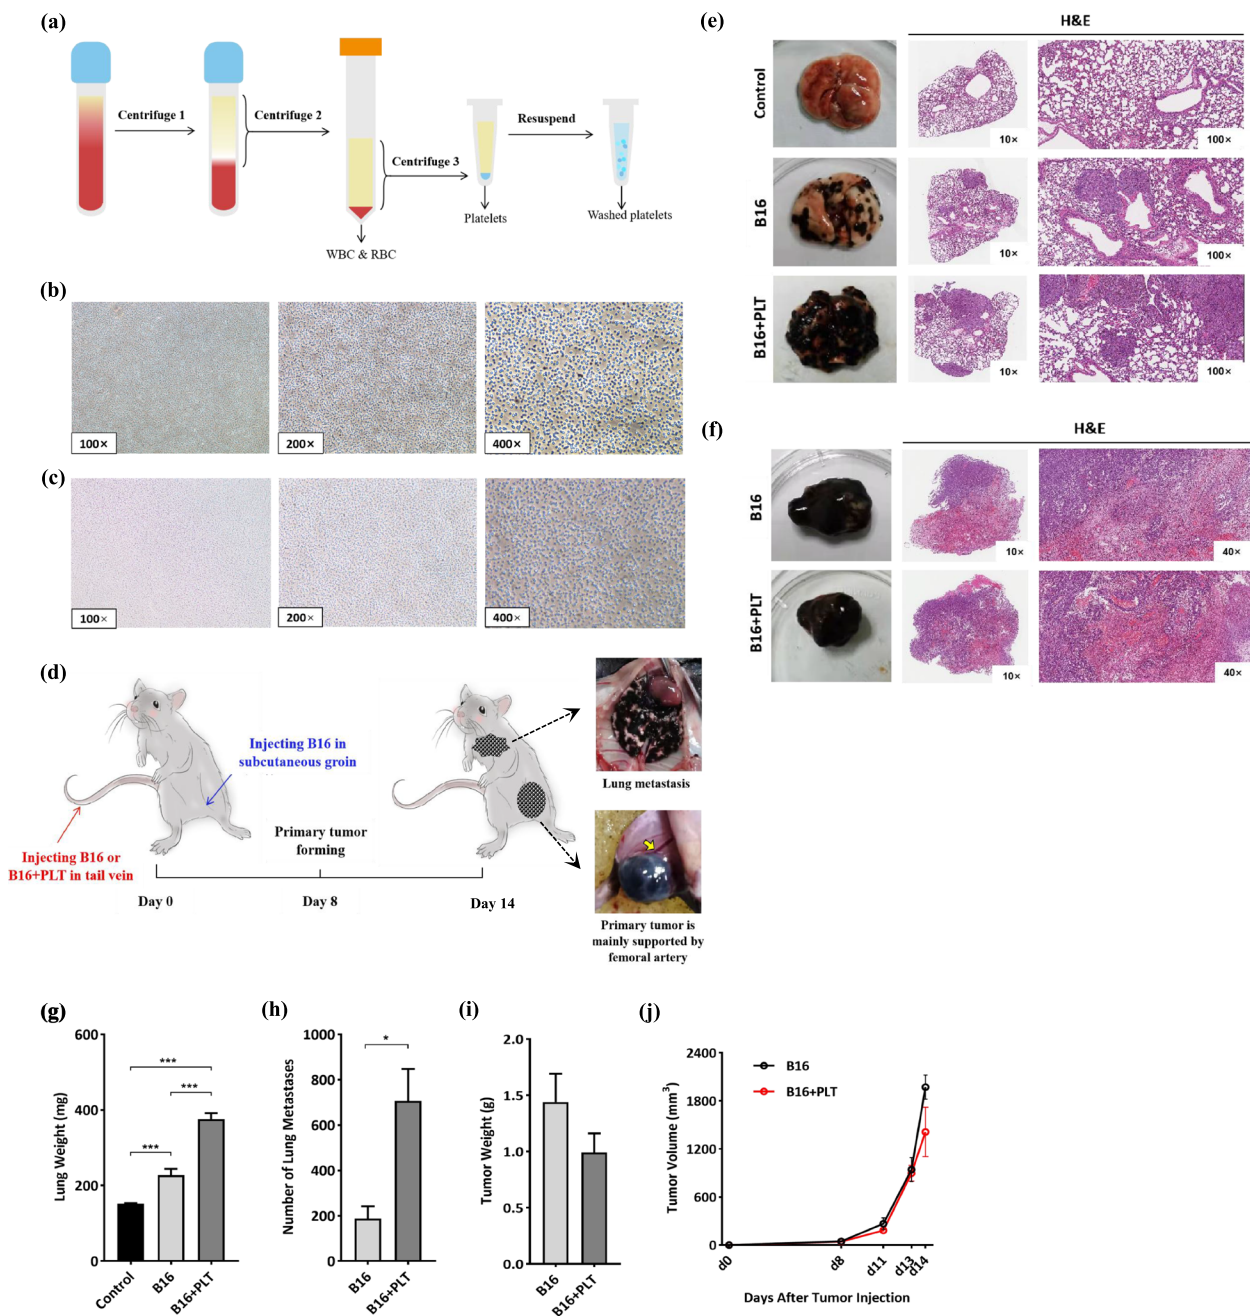 (a)
Centrifuge 1
Centrifuge 2
Centrifuge 3
Resuspend
Platelets
Washed platelets
WBC & RBC
(b)
100×
200×
400×
(c)
100×
200×
400×
(d)
Injecting B16 in
subcutaneous groin
Primary tumor
forming
Injecting B16 or
B16+PLT in tail vein
Day 0
Day 8
Day 14
Lung metastasis
Primary tumor is
mainly supported by
femoral artery
(e)
H&E
Control
10×
100×
B16
10×
100×
B16+PLT
10×
100×
(f)
H&E
B16
10×
40×
B16+PLT
10×
40×
(g)
Lung Weight (mg)
600
400
200
0
***
***
***
Control
B16
B16+PLT
(h)
Number of Lung Metastases
1000
800
600
400
200
0
*
B16
B16+PLT
(i)
Tumor Weight (g)
2.0
1.5
1.0
0.5
0.0
B16
B16+PLT
(j)
Tumor Volume (mm³)
2400
1800
1200
600
0
B16
B16+PLT
d0
d8
d11
d13
d14
Days After Tumor Injection